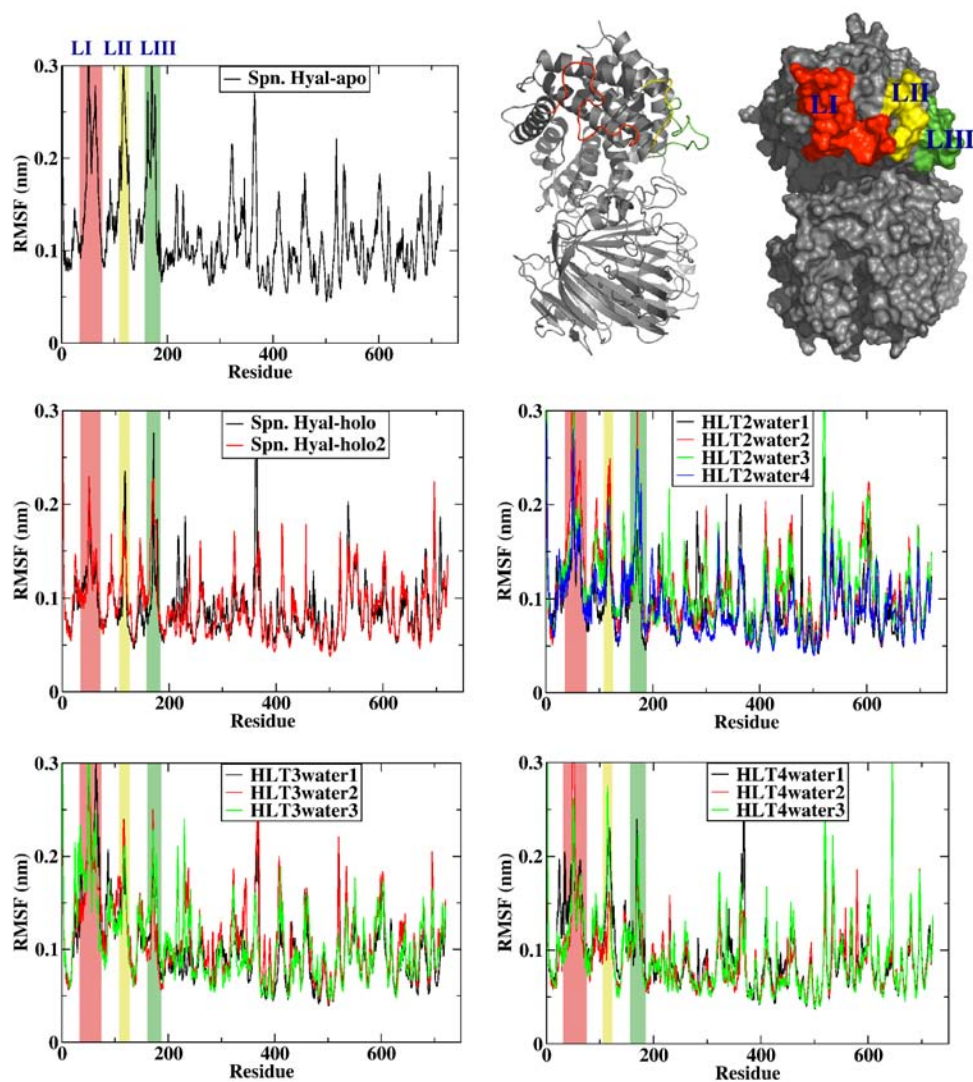 LI LII LIII
0.3
Spn. Hyal-apo
0.2
RMSF (nm)
0.1
0
0 200 400 600
Residue
LI
LII
LIII
0.3
Spn. Hyal-holo
Spn. Hyal-holo2
0.2
RMSF (nm)
0.1
0
0 200 400 600
Residue
0.3
HLT2water1
HLT2water2
HLT2water3
HLT2water4
0.2
RMSF (nm)
0.1
0
0 200 400 600
Residue
0.3
HLT3water1
HLT3water2
HLT3water3
0.2
RMSF (nm)
0.1
0
0 200 400 600
Residue
0.3
HLT4water1
HLT4water2
HLT4water3
0.2
RMSF (nm)
0.1
0
0 200 400 600
Residue